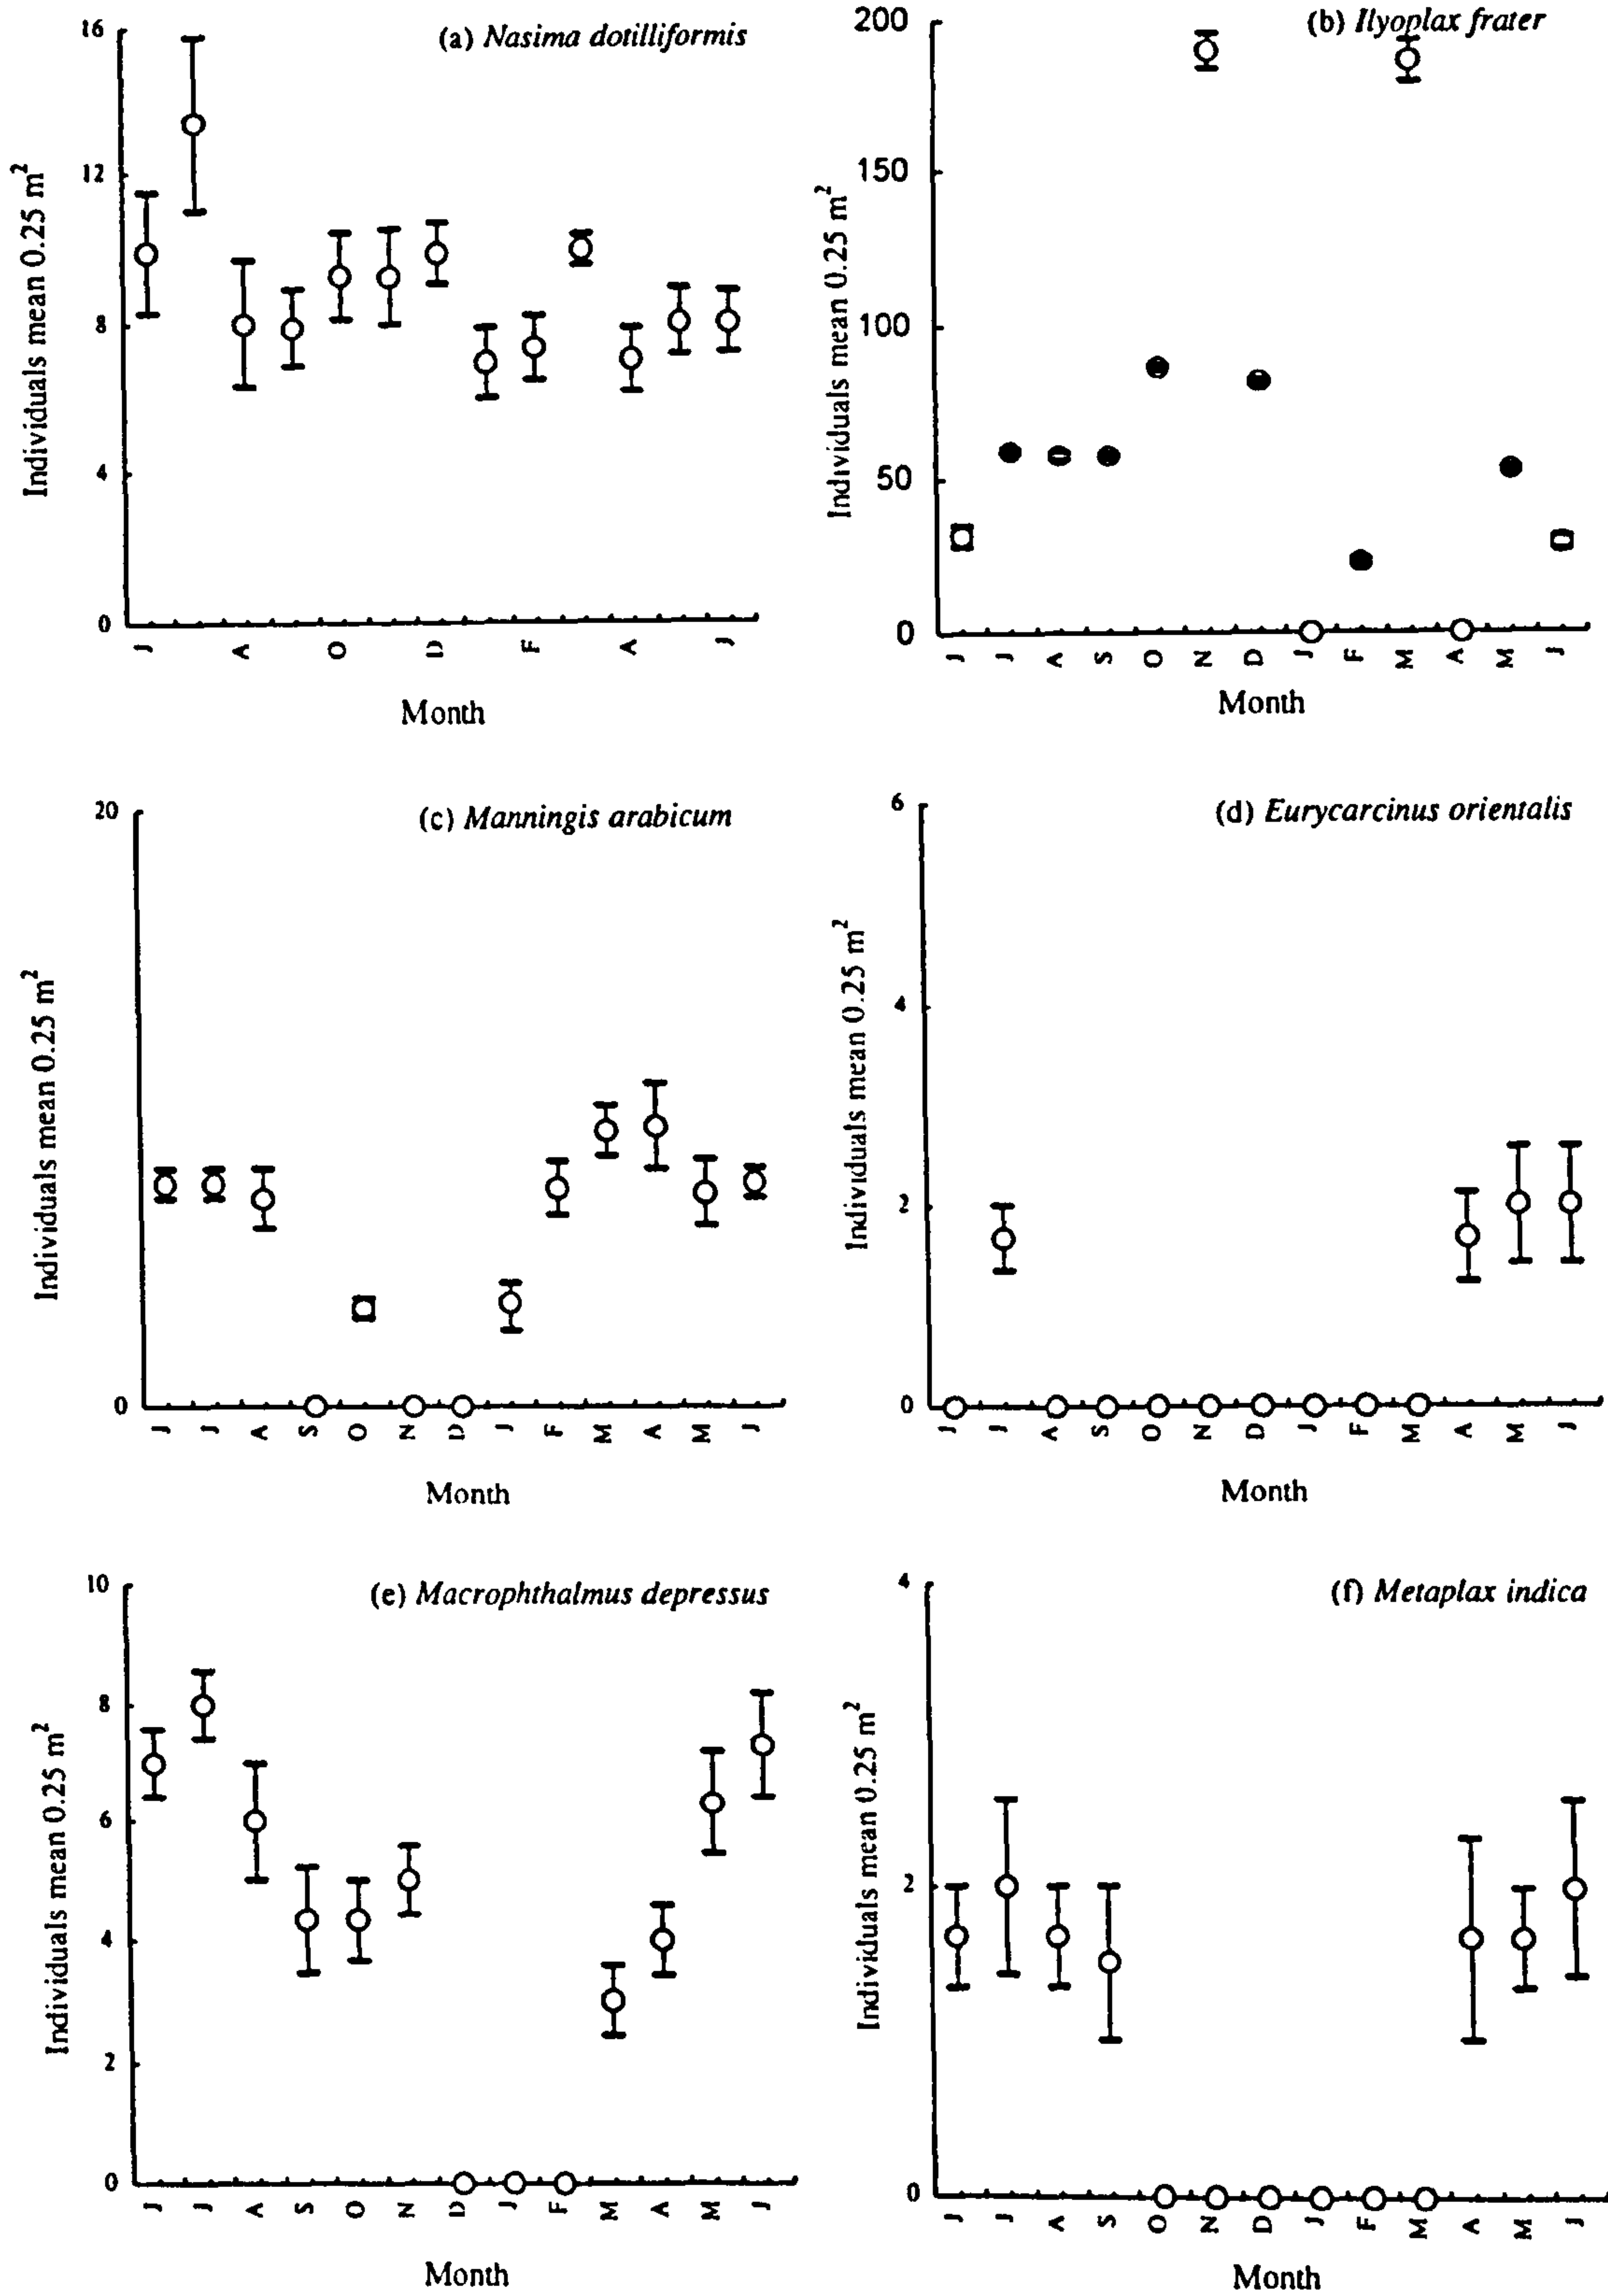 (a) Nasima dotilliformis
Individuals mean 0.25 m²
16
12
8
4
0
J A O D F A J
Month
(b) Ilyoplax frater
Individuals mean 0.25 m²
200
150
100
50
0
J J A S O N D J F M A M J
Month
(c) Manningis arabicum
Individuals mean 0.25 m²
20
0
J J A S O N D J F M A M J
Month
(d) Eurycarcinus orientalis
Individuals mean 0.25 m²
6
4
2
0
J J A S O N D J F M A M J
Month
(e) Macrophthalmus depressus
Individuals mean 0.25 m²
10
8
6
4
2
0
J J A S O N D J F M A M J
Month
(f) Metaplax indica
Individuals mean 0.25 m²
4
2
0
J J A S O N D J F M A M J
Month